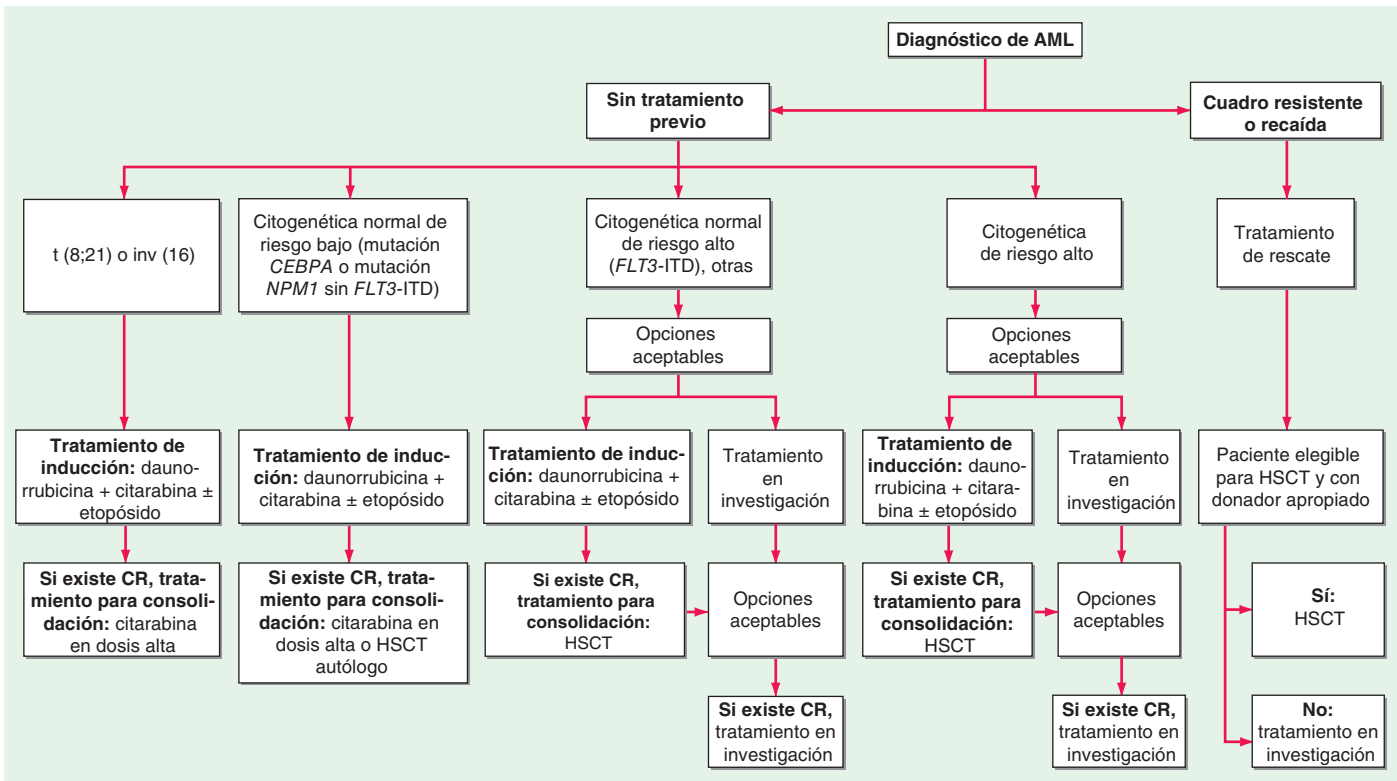 Diagnóstico de AML
Sin tratamiento
previo
Cuadro resistente
o recaída
t (8;21) o inv (16)
Citogenética normal de
riesgo bajo (mutación
CEBPA o mutación
NPM1 sin FLT3-ITD)
Citogenética normal
de riesgo alto
(FLT3-ITD), otras
Citogenética
de riesgo alto
Tratamiento
de rescate
Opciones
aceptables
Opciones
aceptables
Tratamiento de
inducción: dauno-
rrubicina + citarabina ±
etopósido
Tratamiento de induc-
ción: daunorrubicina +
citarabina ± etopósido
Tratamiento de induc-
ción: daunorrubicina +
citarabina ± etopósido
Tratamiento
en
investigación
Tratamiento de
inducción: dauno-
rrubicina + citara-
bina ± etopósido
Tratamiento
en
investigación
Paciente elegible
para HSCT y con
donador apropiado
Si existe CR, trata-
miento para consoli-
dación: citarabina
en dosis alta
Si existe CR, trata-
miento para consoli-
dación: citarabina en
dosis alta o HSCT
autólogo
Si existe CR,
tratamiento para
consolidación:
HSCT
Opciones
aceptables
Si existe CR,
tratamiento para
consolidación:
HSCT
Opciones
aceptables
Sí:
HSCT
Si existe CR,
tratamiento en
investigación
Si existe CR,
tratamiento en
investigación
No:
tratamiento en
investigación